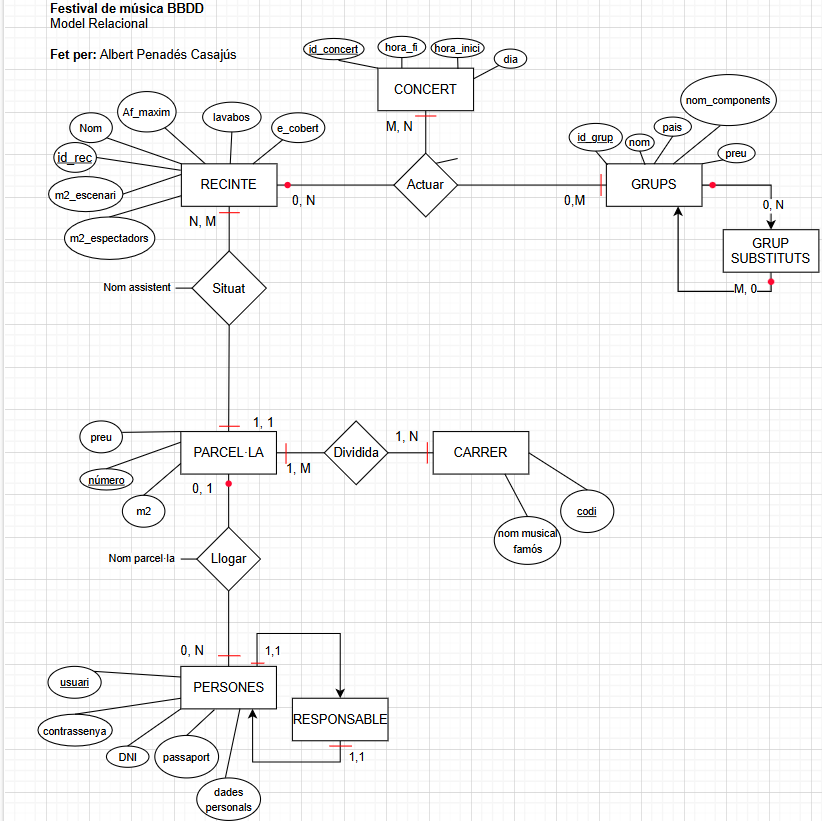 Festival de música BBDD
Model Relacional
Fet per: Albert Penadés Casajús
id_concert
hora_fi
hora_inici
dia
CONCERT
M, N
Nom
Af_maxim
lavabos
e_cobert
id_rec
m2_escenari
m2_espectadors
RECINTE
0, N
N, M
Actuar
0,M
id_grup
nom
pais
nom_components
preu
GRUPS
0, N
GRUP
SUBSTITUTS
M, 0
Nom assistent
Situat
1, 1
preu
número
m2
PARCEL·LA
1, M
0, 1
Dividida
1, N
CARRER
nom musical
famós
codi
Nom parcel·la
Llogar
0, N
1,1
usuari
contrassenya
DNI
passaport
dades
personals
PERSONES
RESPONSABLE
1,1